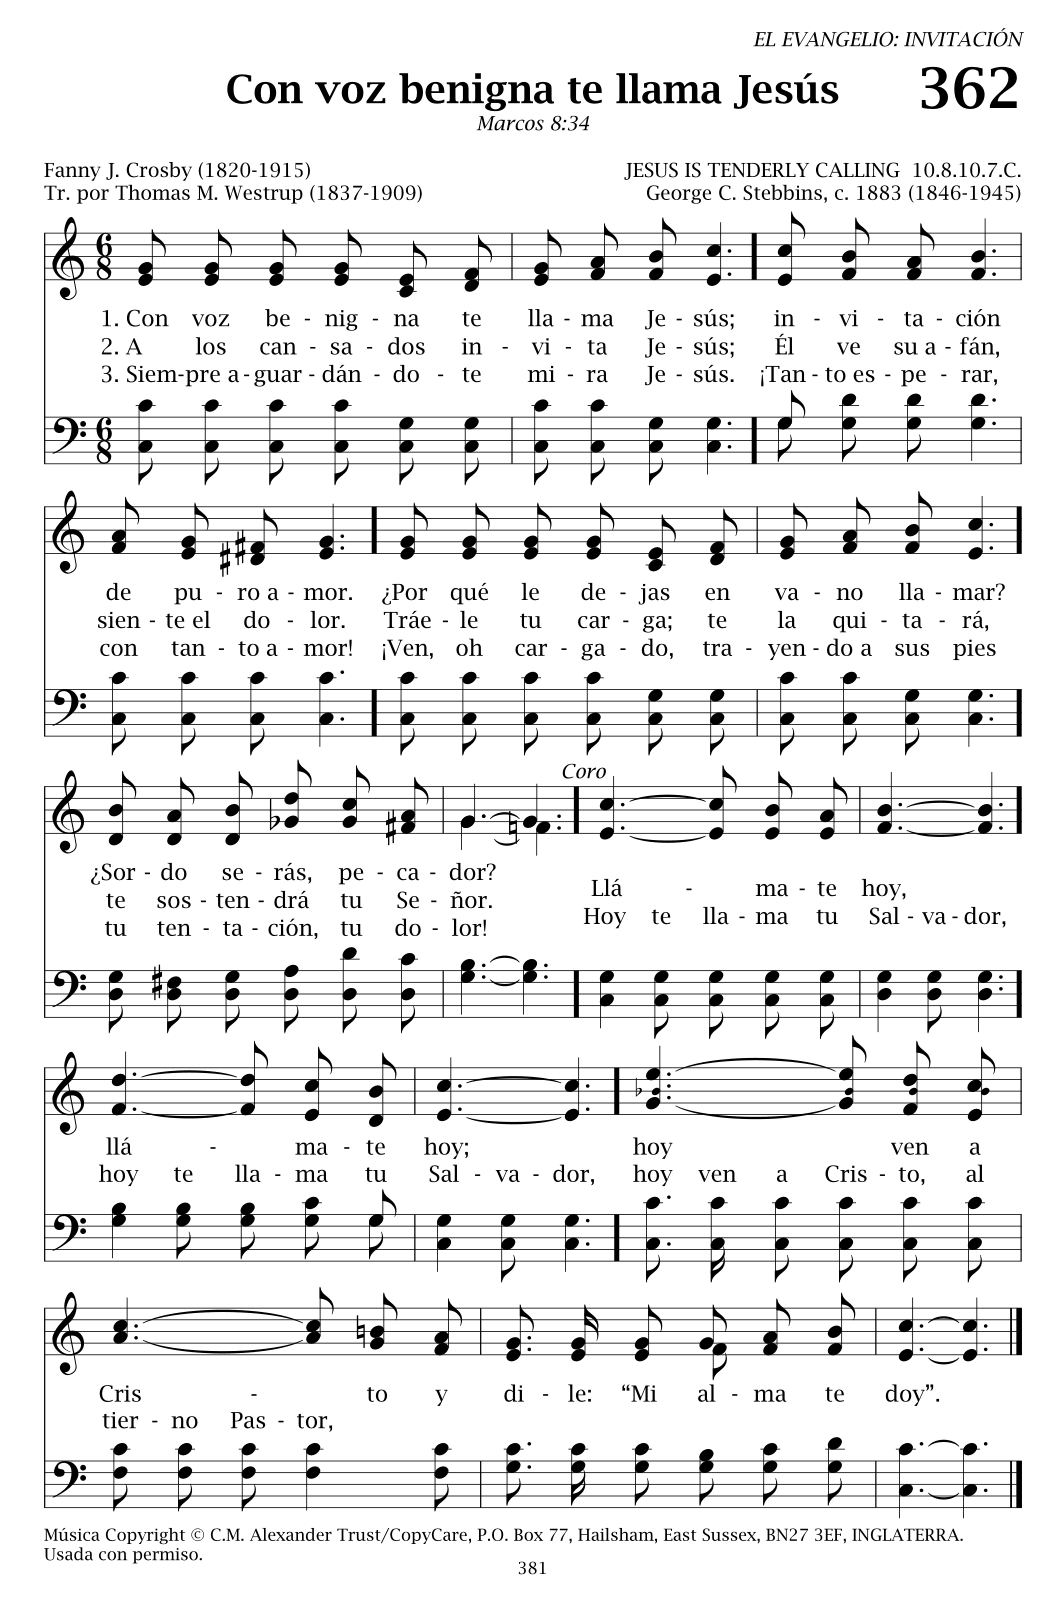 EL EVANGELIO: INVITACIÓN
Con voz benigna te llama Jesús 362
Marcos 8:34
Fanny J. Crosby (1820-1915) JESUS IS TENDERLY CALLING 10.8.10.7.C.
Tr. por Thomas M. Westrup (1837-1909) George C. Stebbins, c. 1883 (1846-1945)
1. Con voz be - nig - na te lla - ma Je - sús; in - vi - ta - ción
2. A los can - sa - dos in - vi - ta Je - sús; Él ve su a - fán,
3. Siem-pre a - guar - dán - do - te mi - ra Je - sús. ¡Tan - to es - pe - rar,
de pu - ro a - mor. ¿Por qué le de - jas en va - no lla - mar?
sien - te el do - lor. Tráe - le tu car - ga; te la qui - ta - rá,
con tan - to a - mor! ¡Ven, oh car - ga - do, tra - yen - do a sus pies
Coro
¿Sor - do se - rás, pe - ca - dor?
te sos - ten - drá tu Se - ñor.
tu ten - ta - ción, tu do - lor!
Llá - ma - te hoy,
Hoy te lla - ma tu Sal - va - dor,
llá - ma - te hoy; hoy ven a
hoy te lla - ma tu Sal - va - dor, hoy ven a Cris - to, al
Cris - to y di - le: “Mi al - ma te doy”.
tier - no Pas - tor,
Música Copyright © C.M. Alexander Trust/CopyCare, P.O. Box 77, Hailsham, East Sussex, BN27 3EF, INGLATERRA.
Usada con permiso.
381